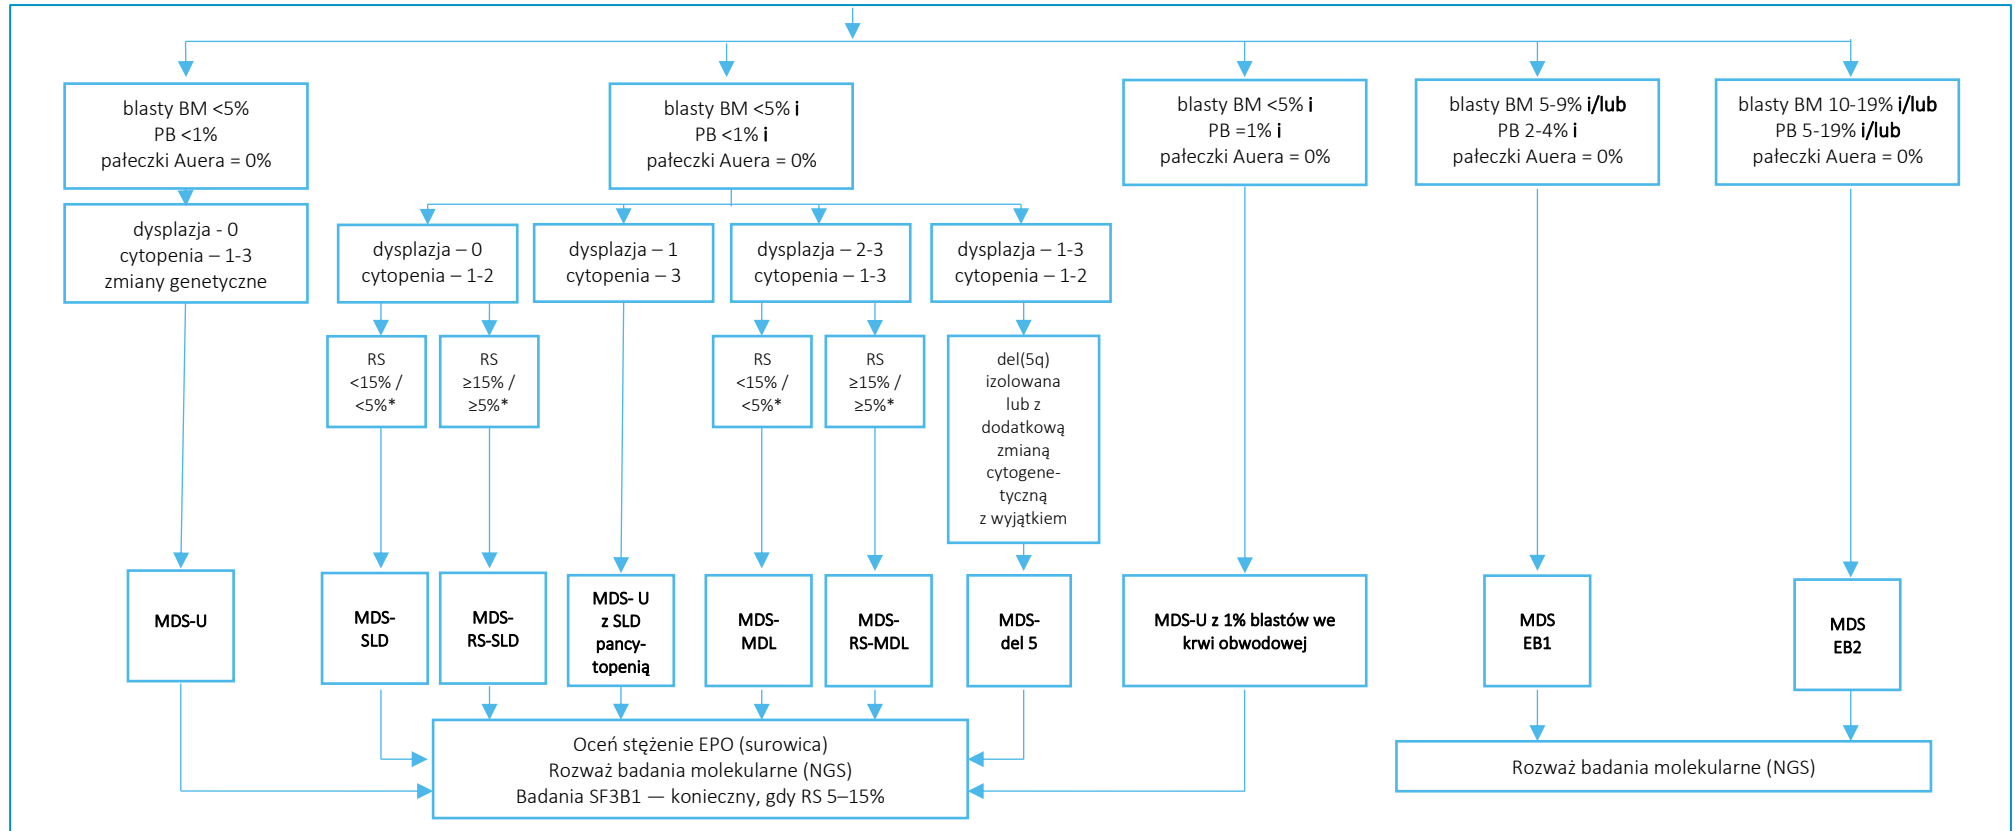 blasty BM <5%
PB <1%
pałeczki Auera = 0%
blasty BM <5% i
PB <1% i
pałeczki Auera = 0%
blasty BM <5% i
PB =1% i
pałeczki Auera = 0%
blasty BM 5-9% i/lub
PB 2-4% i
pałeczki Auera = 0%
blasty BM 10-19% i/lub
PB 5-19% i/lub
pałeczki Auera = 0%
dysplazja - 0
cytopenia – 1-3
zmiany genetyczne
dysplazja – 0
cytopenia – 1-2
dysplazja – 1
cytopenia – 3
dysplazja – 2-3
cytopenia – 1-3
dysplazja – 1-3
cytopenia – 1-2
RS
<15% /
<5%*
RS
≥15% /
≥5%*
RS
<15% /
<5%*
RS
≥15% /
≥5%*
del(5q)
izolowana
lub z
dodatkową
zmianą
cytogene-
tyczną
z wyjątkiem
MDS-U
MDS-
SLD
MDS-
RS-SLD
MDS- U
z SLD
pancy-
topenią
MDS-
MDL
MDS-
RS-MDL
MDS-
del 5
MDS-U z 1% blastów we
krwi obwodowej
MDS
EB1
MDS
EB2
Oceń stężenie EPO (surowica)
Rozważ badania molekularne (NGS)
Badania SF3B1 — konieczny, gdy RS 5–15%
Rozważ badania molekularne (NGS)